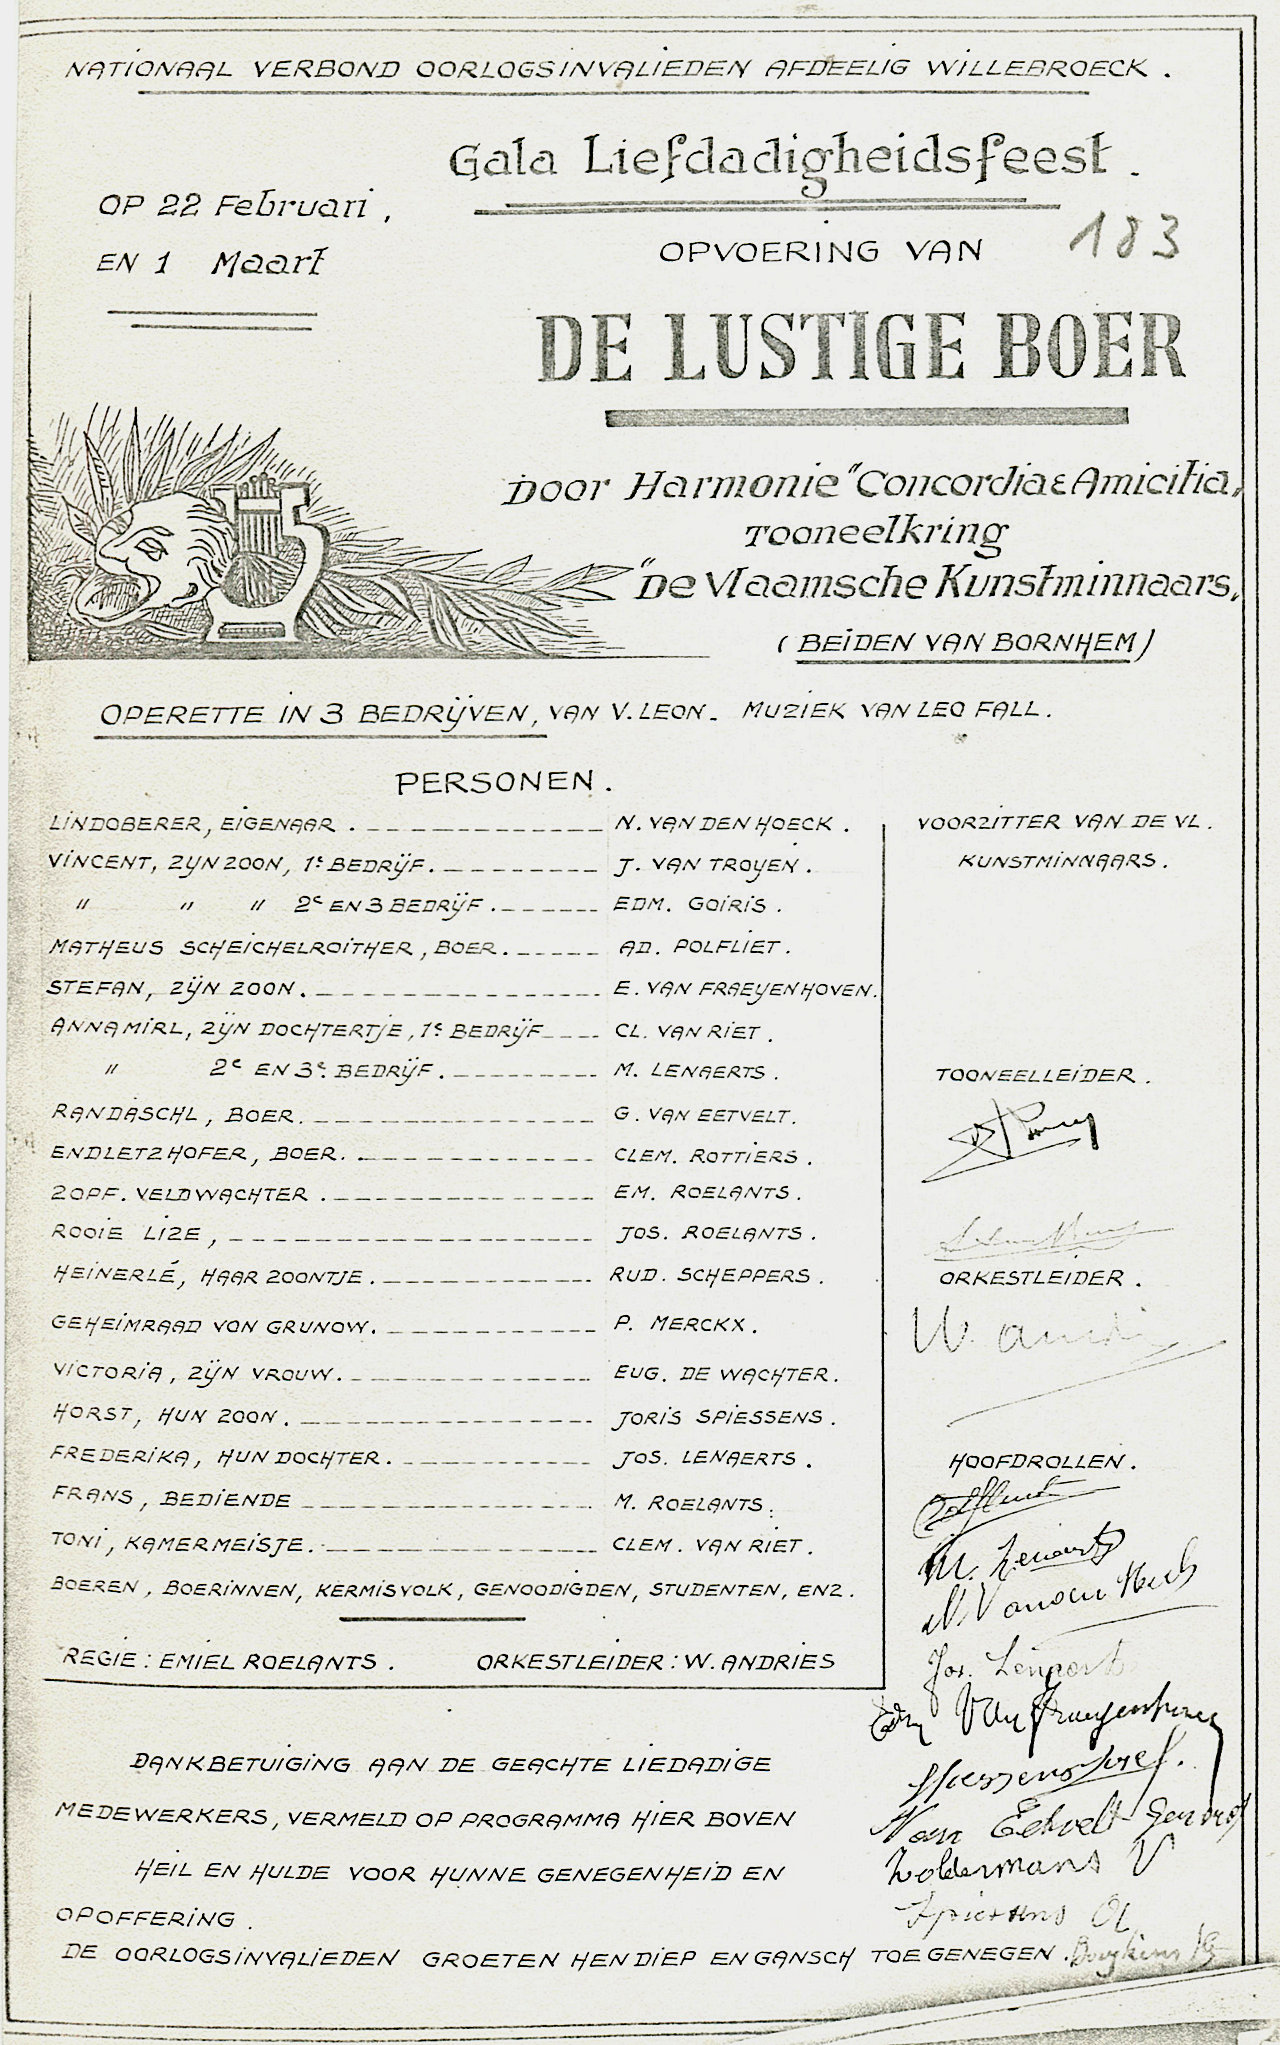 NATIONAAL VERBOND OORLOGSINVALIEDEN AFDEELIG WILLEBROECK.
Gala Liefdadigheidsfeest.
OP 22 Februari,
EN 1 Maart
OPVOERING VAN
183
DE LUSTIGE BOER
Door Harmonie "Concordia & Amicitia,
Tooneelkring
"De Vlaamsche Kunstminnaars,
(BEIDEN VAN BORNHEM)
OPERETTE IN 3 BEDRIJVEN, VAN V. LEON. MUZIEK VAN LEO FALL.
PERSONEN.
LINDOBERER, EIGENAAR. N. VAN DEN HOECK.
VINCENT, ZYN ZOON, 1e BEDRIJF. J. VAN TROYEN.
" " " 2e EN 3 BEDRIJF. EDM. GOIRIS.
MATHEUS SCHEICHELROITHER, BOER. AD. POLFLIET.
STEFAN, ZIJN ZOON. E. VAN FRAEYENHOVEN.
ANNAMIRL, ZIJN DOCHTERTJE, 1e BEDRIJF CL. VAN RIET.
" 2e EN 3e. BEDRIJF. M. LENAERTS.
RANDASCHL, BOER. G. VAN EETVELT.
ENDLETZHOFER, BOER. CLEM. ROTTIERS.
ZOPF. VELDWACHTER. EM. ROELANTS.
ROOIE LIZE, JOS. ROELANTS.
HEINERLÉ, HAAR ZOONTJE. RUD. SCHEPPERS.
GEHEIMRAAD VON GRUNOW. P. MERCKX.
VICTORIA, ZIJN VROUW. EUG. DE WACHTER.
HORST, HUN ZOON. JORIS SPIESSENS.
FREDERIKA, HUN DOCHTER. JOS. LENAERTS.
FRANS, BEDIENDE M. ROELANTS.
TONI, KAMERMEISJE. CLEM. VAN RIET.
BOEREN, BOERINNEN, KERMISVOLK, GENOODIGDEN, STUDENTEN, ENZ.
REGIE: EMIEL ROELANTS. ORKESTLEIDER: W. ANDRIES
VOORZITTER VAN DE VL.
KUNSTMINNAARS.
TOONEELLEIDER.
ORKESTLEIDER.
W.
HOOFDROLLEN.
M. Lenaerts
N. Van den
Jos. Lenaerts
Van Fraeyenhoven
Van Eetvelt Gerard
Zoldermans V
DANKBETUIGING AAN DE GEACHTE LIEDADIGE
MEDEWERKERS, VERMELD OP PROGRAMMA HIER BOVEN
HEIL EN HULDE VOOR HUNNE GENEGENHEID EN
OPOFFERING.
DE OORLOGSINVALIEDEN GROETEN HEN DIEP EN GANSCH TOEGENEGEN.